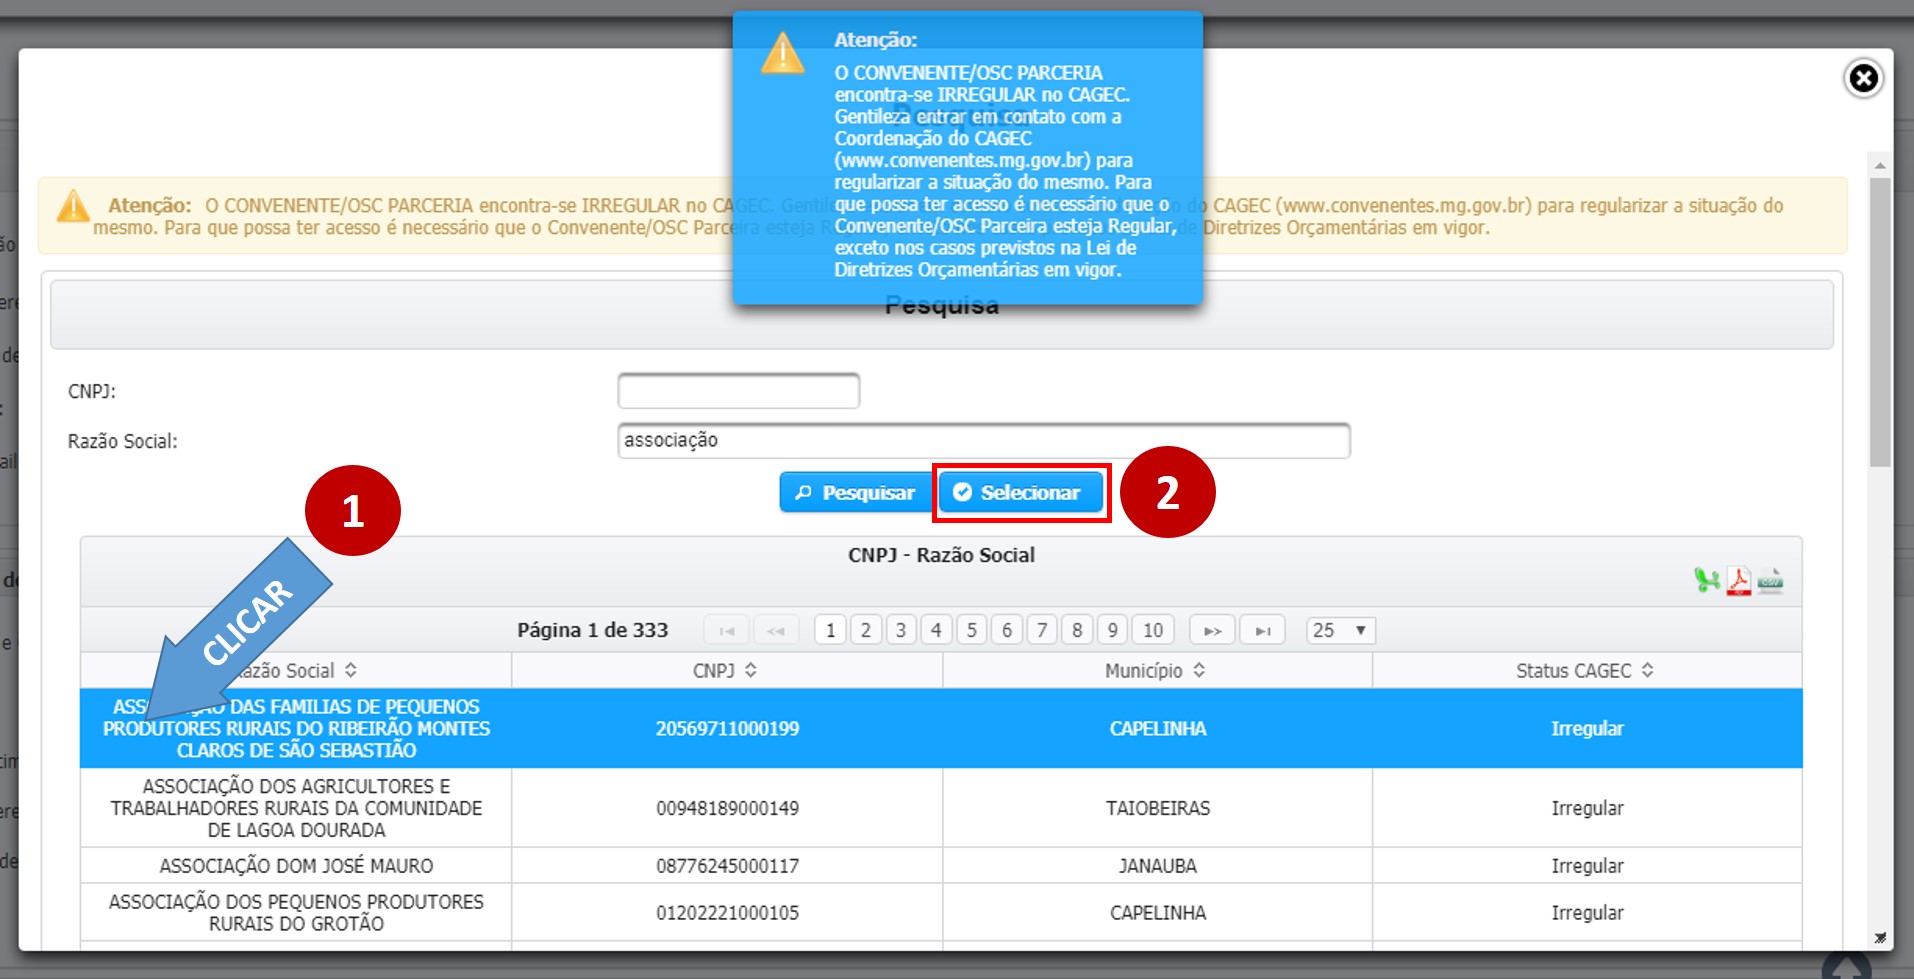 Atenção:
O CONVENENTE/OSC PARCERIA
encontra-se IRREGULAR no CAGEC.
Gentileza entrar em contato com a
Coordenação do CAGEC
(www.convenentes.mg.gov.br) para
regularizar a situação do mesmo. Para
que possa ter acesso é necessário que o
Convenente/OSC Parceira esteja Regular,
exceto nos casos previstos na Lei de
Diretrizes Orçamentárias em vigor.
Atenção: O CONVENENTE/OSC PARCERIA encontra-se IRREGULAR no CAGEC. Gentileza do CAGEC (www.convenentes.mg.gov.br) para regularizar a situação do
mesmo. Para que possa ter acesso é necessário que o Convenente/OSC Parceira esteja de Diretrizes Orçamentárias em vigor.
Pesquisa
CNPJ:
Razão Social: associação
Pesquisar Selecionar 2
1
CLICAR
CNPJ - Razão Social
Página 1 de 333 1 2 3 4 5 6 7 8 9 10 25
Razão Social CNPJ Município Status CAGEC
DAS FAMILIAS DE PEQUENOS
PRODUTORES RURAIS DO RIBEIRÃO MONTES
CLAROS DE SÃO SEBASTIÃO
20569711000199 CAPELINHA Irregular
ASSOCIAÇÃO DOS AGRICULTORES E
TRABALHADORES RURAIS DA COMUNIDADE
DE LAGOA DOURADA
00948189000149 TAIOBEIRAS Irregular
ASSOCIAÇÃO DOM JOSÉ MAURO 08776245000117 JANAUBA Irregular
ASSOCIAÇÃO DOS PEQUENOS PRODUTORES
RURAIS DO GROTÃO
01202221000105 CAPELINHA Irregular